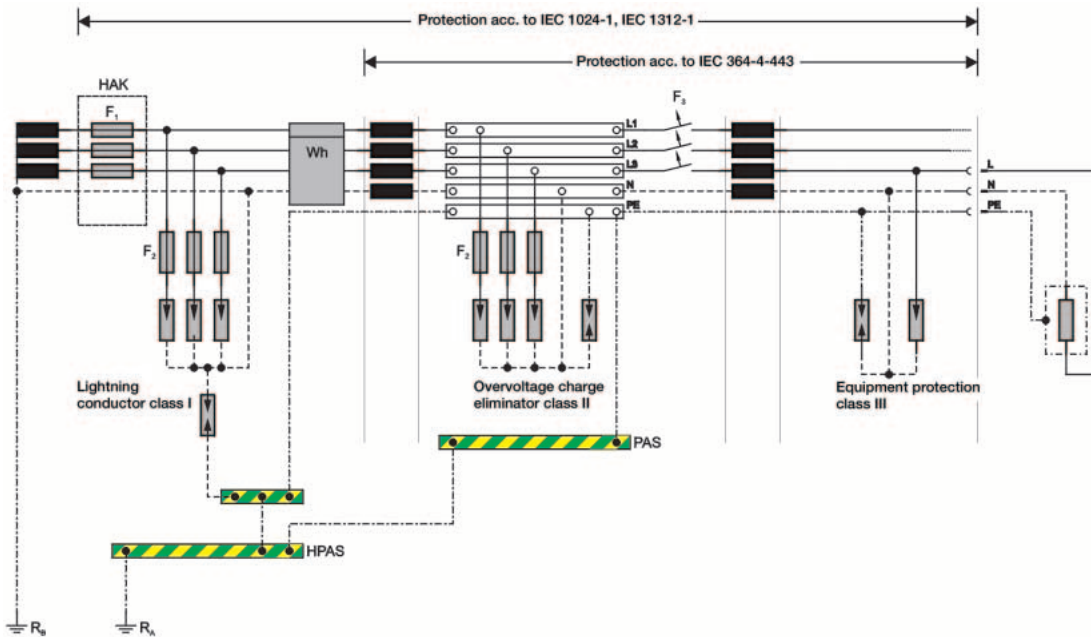 Protection acc. to IEC 1024-1, IEC 1312-1
Protection acc. to IEC 364-4-443
HAK
F₁
F₃
L1
L2
L3
N
PE
Wh
L
N
PE
F₂
F₂
Lightning
conductor class I
Overvoltage charge
eliminator class II
Equipment protection
class III
PAS
HPAS
R_B
R_A